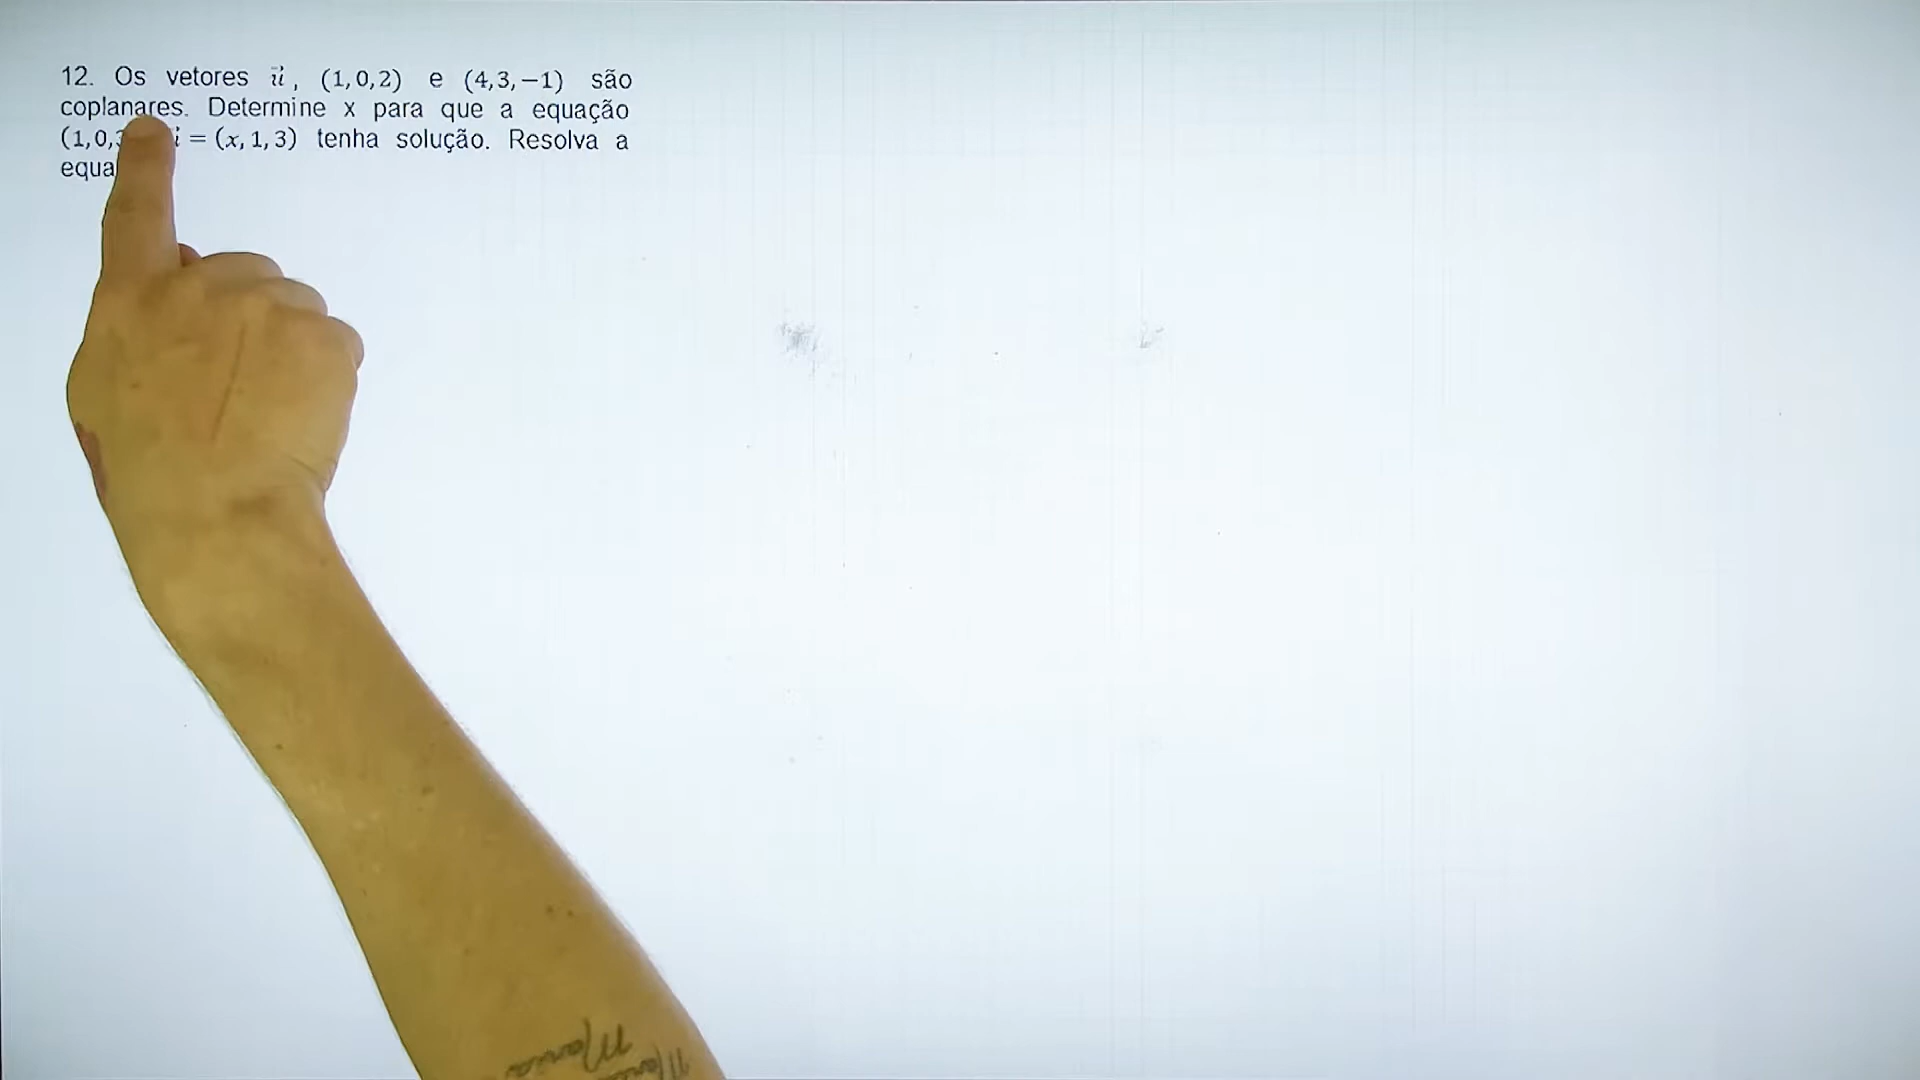 12. Os vetores u⃗ , (1,0,2) e (4,3,−1) são
coplanares. Determine x para que a equação
(1,0, = (x,1,3) tenha solução. Resolva a
equa
Mania